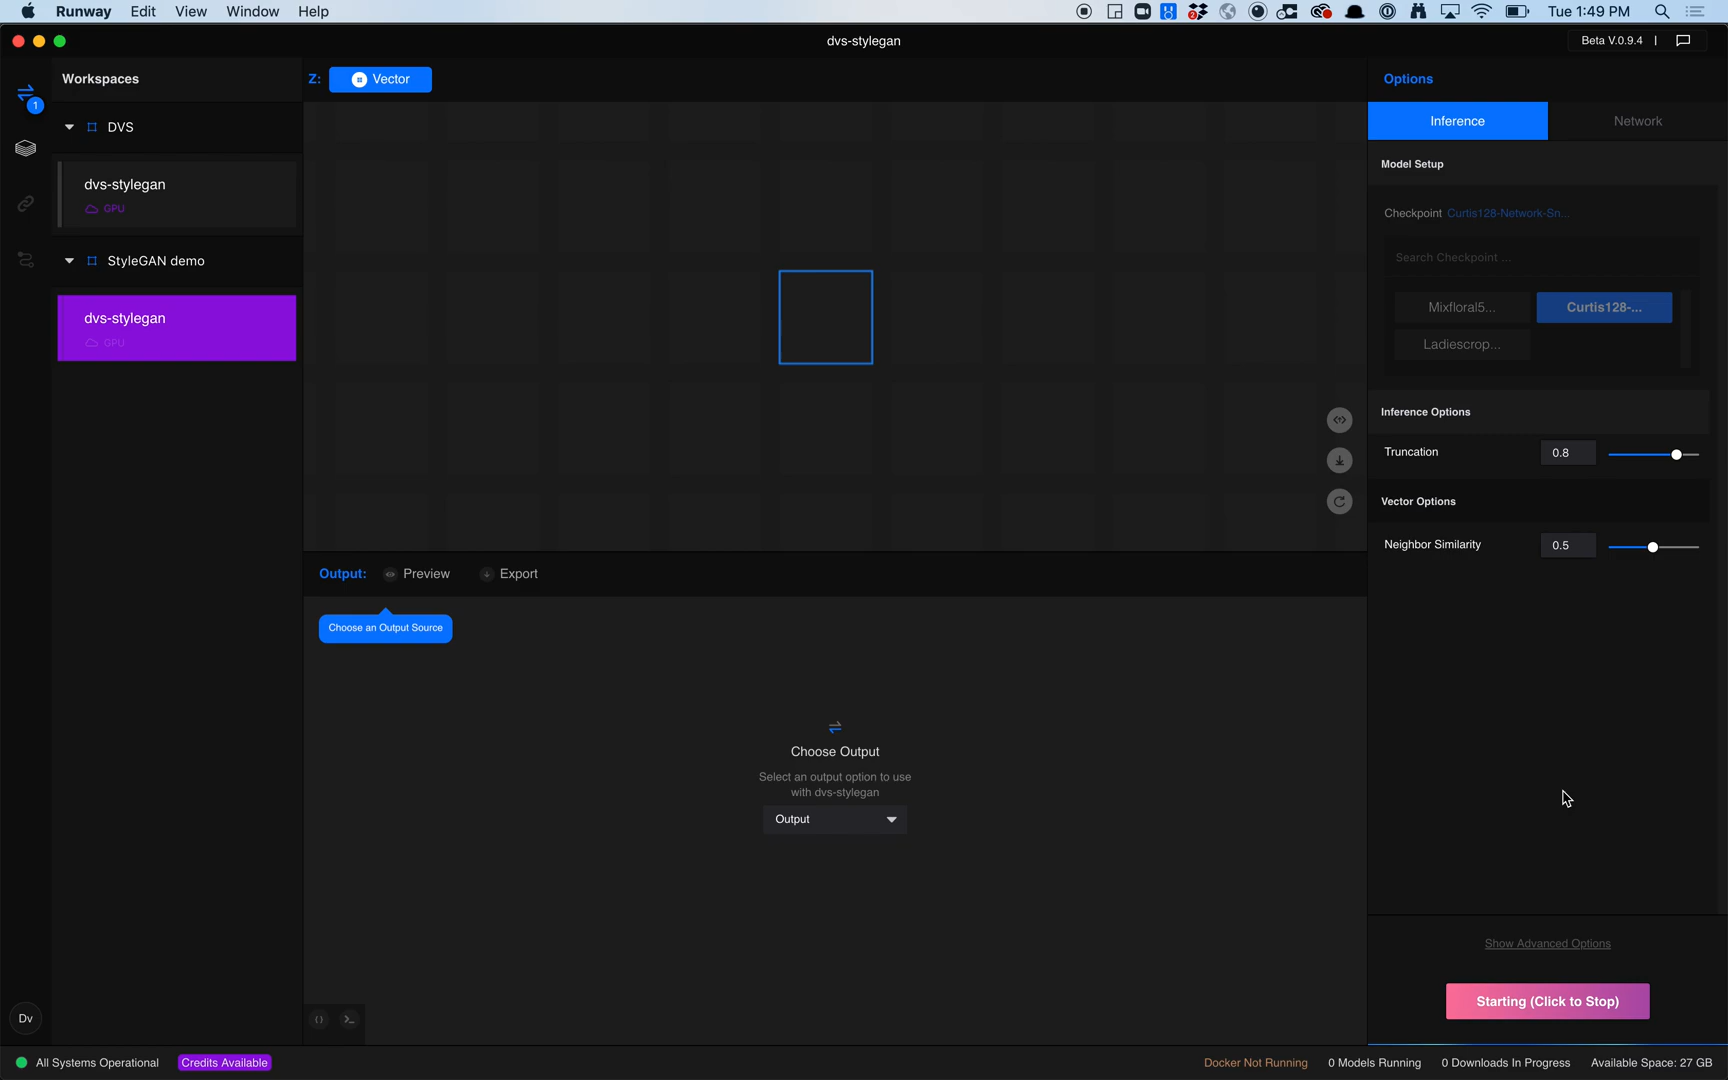 Runway Edit View Window Help
2
Tue 1:49 PM
dvs-stylegan
Beta V.0.9.4 |
1
Workspaces
DVS
dvs-stylegan
GPU
StyleGAN demo
dvs-stylegan
GPU
Z: Vector
Output: Preview Export
Choose an Output Source
Choose Output
Select an output option to use
with dvs-stylegan
Output
Options
Inference Network
Model Setup
Checkpoint Curtis128-Network-Sn...
Search Checkpoint ...
Mixfloral5... Curtis128-...
Ladiescrop...
Inference Options
Truncation 0.8
Vector Options
Neighbor Similarity 0.5
Show Advanced Options
Starting (Click to Stop)
Dv
All Systems Operational Credits Available
Docker Not Running 0 Models Running 0 Downloads In Progress Available Space: 27 GB